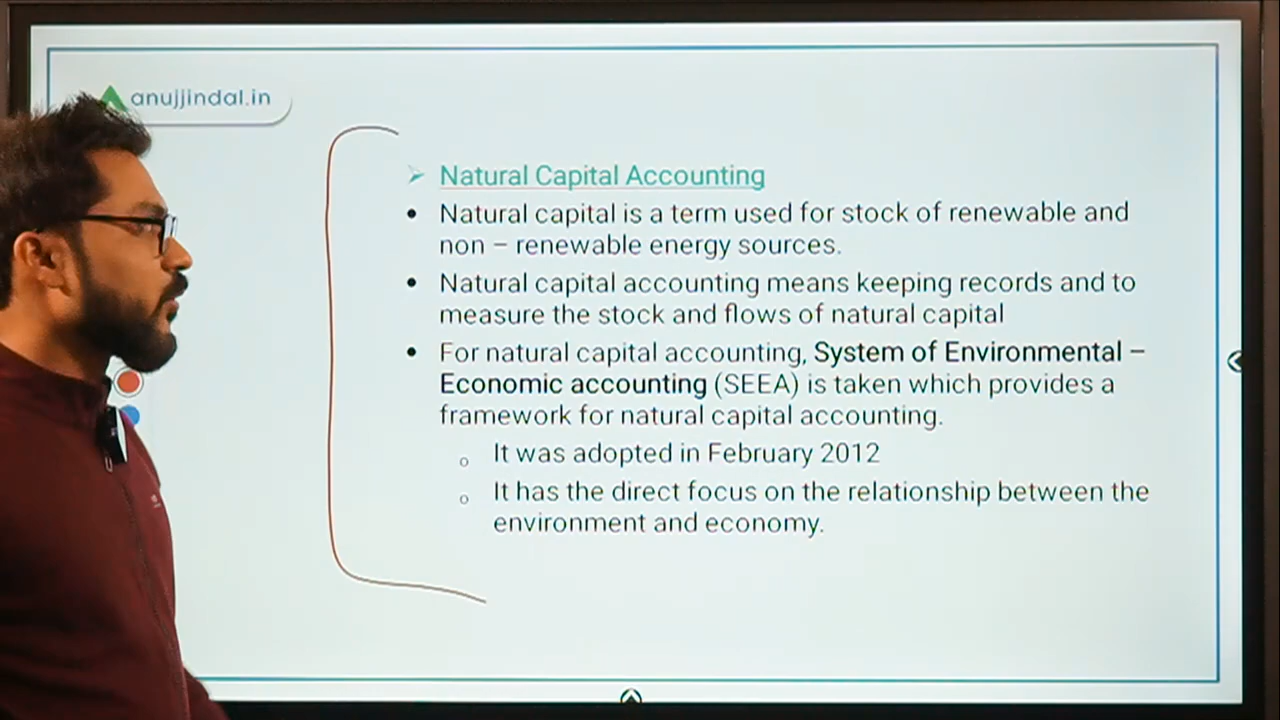 anujjindal.in
➢ Natural Capital Accounting
• Natural capital is a term used for stock of renewable and
non – renewable energy sources.
• Natural capital accounting means keeping records and to
measure the stock and flows of natural capital
• For natural capital accounting, System of Environmental –
Economic accounting (SEEA) is taken which provides a
framework for natural capital accounting.
o It was adopted in February 2012
o It has the direct focus on the relationship between the
environment and economy.